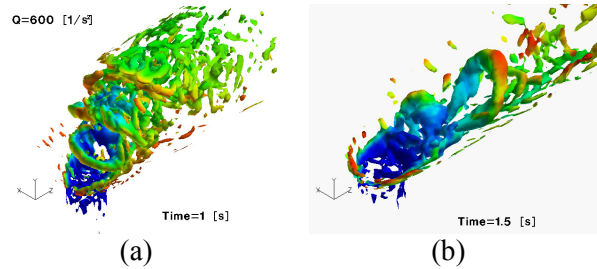 Q=600 [1/s²]
X Y Z
Time=1 [s]
(a)
X Y Z
Time=1.5 [s]
(b)